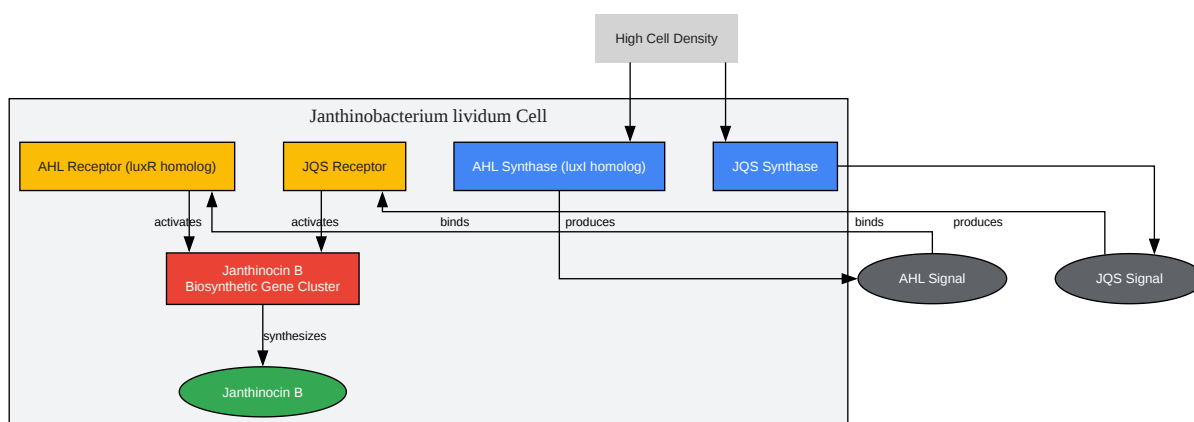 High Cell Density
Janthinobacterium lividum Cell
AHL Receptor (luxR homolog)
JQS Receptor
AHL Synthase (luxI homolog)
JQS Synthase
activates
activates
binds
produces
binds
produces
Janthinocin B
Biosynthetic Gene Cluster
AHL Signal
JQS Signal
synthesizes
Janthinocin B